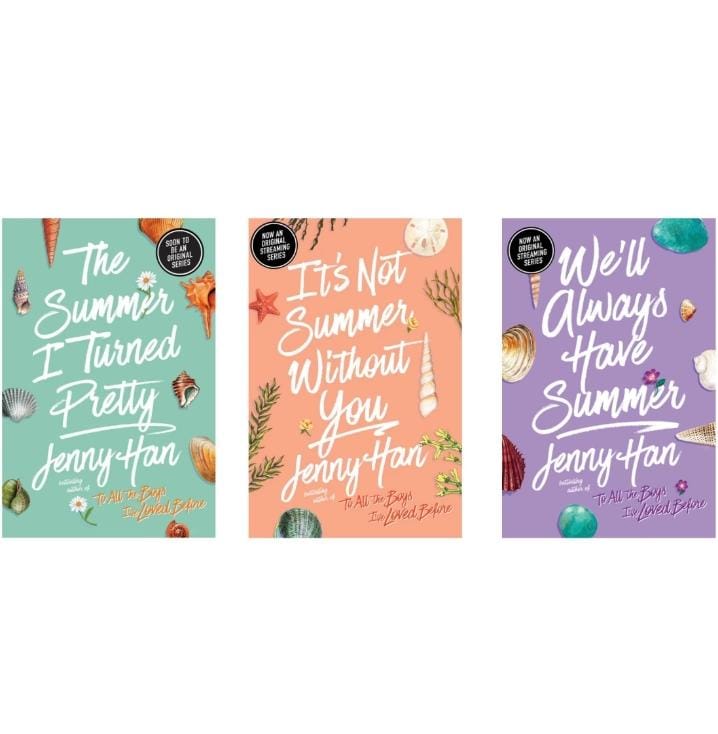 SOON TO
BE AN
ORIGINAL
SERIES
The
Summer
I Turned
Pretty
Jenny Han
bestselling
author of
To All the Boys
I've Loved Before
NOW AN
ORIGINAL
STREAMING
SERIES
It's Not
Summer
Without
You
Jenny Han
bestselling
author of
To All the Boys
I've Loved Before
NOW AN
ORIGINAL
STREAMING
SERIES
We'll
Always
Have
Summer
Jenny Han
bestselling
author of
To All the Boys
I've Loved Before